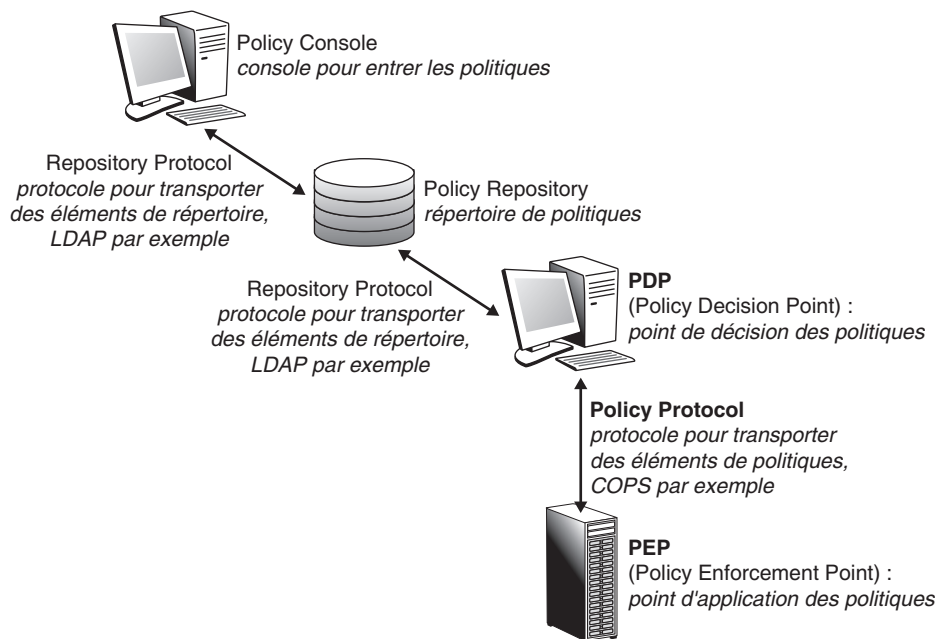 Policy Console
console pour entrer les politiques
Repository Protocol
protocole pour transporter
des éléments de répertoire,
LDAP par exemple
Policy Repository
répertoire de politiques
Repository Protocol
protocole pour transporter
des éléments de répertoire,
LDAP par exemple
PDP
(Policy Decision Point) :
point de décision des politiques
Policy Protocol
protocole pour transporter
des éléments de politiques,
COPS par exemple
PEP
(Policy Enforcement Point) :
point d'application des politiques